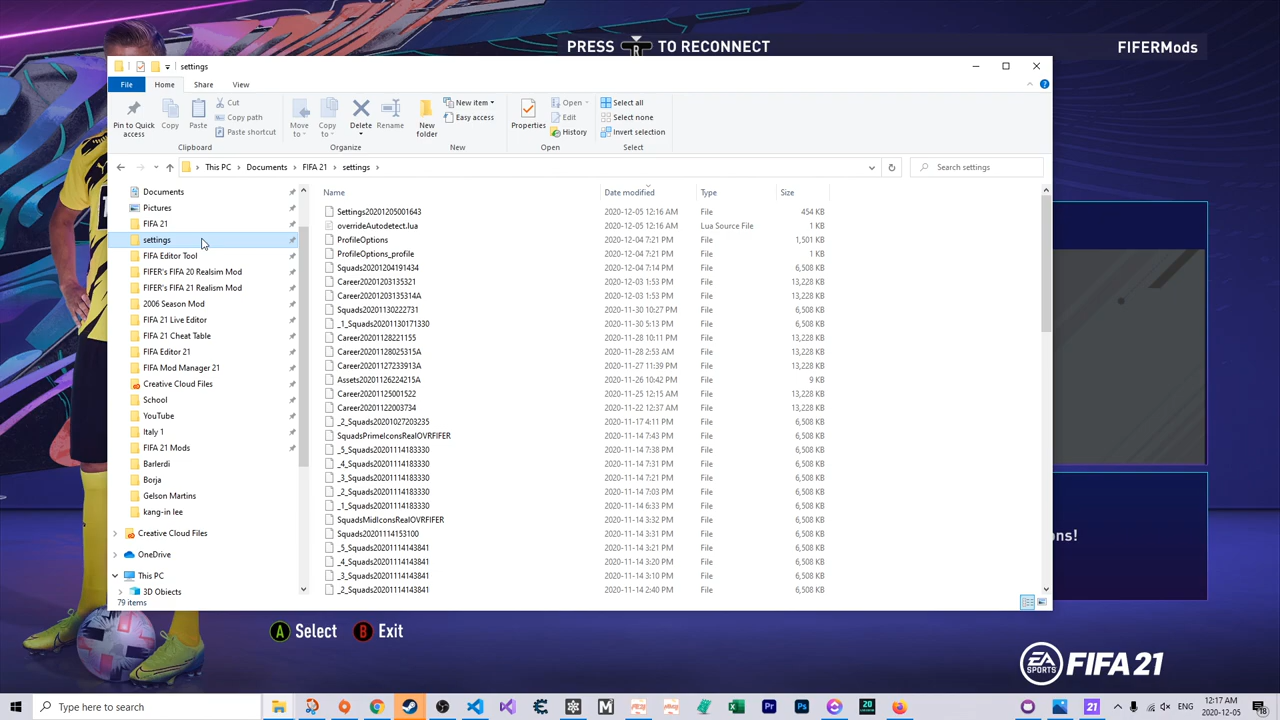 PRESS R TO RECONNECT
FIFERMods
settings
File
Home
Share
View
Pin to Quick access
Copy
Paste
Cut
Copy path
Paste shortcut
Clipboard
Move to
Copy to
Delete
Rename
Organize
New folder
New item
Easy access
New
Properties
Open
Edit
History
Open
Select all
Select none
Invert selection
Select
This PC > Documents > FIFA 21 > settings >
Search settings
Documents
Pictures
FIFA 21
settings
FIFA Editor Tool
FIFER's FIFA 20 Realsim Mod
FIFER's FIFA 21 Realism Mod
2006 Season Mod
FIFA 21 Live Editor
FIFA 21 Cheat Table
FIFA Editor 21
FIFA Mod Manager 21
Creative Cloud Files
School
YouTube
Italy 1
FIFA 21 Mods
Barlerdi
Borja
Gelson Martins
kang-in lee
Creative Cloud Files
OneDrive
This PC
3D Objects
Name Date modified Type Size
Settings20201205001643 2020-12-05 12:16 AM File 454 KB
overrideAutodetect.lua 2020-12-05 12:16 AM Lua Source File 1 KB
ProfileOptions 2020-12-04 7:21 PM File 1,501 KB
ProfileOptions_profile 2020-12-04 7:21 PM File 1 KB
Squads20201204191434 2020-12-04 7:14 PM File 6,508 KB
Career20201203135321 2020-12-03 1:53 PM File 13,228 KB
Career20201203135314A 2020-12-03 1:53 PM File 13,228 KB
Squads20201130222731 2020-11-30 10:27 PM File 6,508 KB
_1_Squads20201130171330 2020-11-30 5:13 PM File 6,508 KB
Career20201128221155 2020-11-28 10:11 PM File 13,228 KB
Career20201128025315A 2020-11-28 2:53 AM File 13,228 KB
Career20201127233913A 2020-11-27 11:39 PM File 13,228 KB
Assets20201126224215A 2020-11-26 10:42 PM File 9 KB
Career20201125001522 2020-11-25 12:15 AM File 13,228 KB
Career20201122003734 2020-11-22 12:37 AM File 13,228 KB
_2_Squads20201027203235 2020-11-17 4:11 PM File 6,508 KB
SquadsPrimeIconsRealOVRFIFER 2020-11-14 7:43 PM File 6,508 KB
_5_Squads20201114183330 2020-11-14 7:38 PM File 6,508 KB
_4_Squads20201114183330 2020-11-14 7:31 PM File 6,508 KB
_3_Squads20201114183330 2020-11-14 7:21 PM File 6,508 KB
_2_Squads20201114183330 2020-11-14 7:03 PM File 6,508 KB
_1_Squads20201114183330 2020-11-14 6:33 PM File 6,508 KB
SquadsMidIconsRealOVRFIFER 2020-11-14 3:32 PM File 6,508 KB
Squads20201114153100 2020-11-14 3:31 PM File 6,508 KB
_5_Squads20201114143841 2020-11-14 3:21 PM File 6,508 KB
_4_Squads20201114143841 2020-11-14 3:20 PM File 6,508 KB
_3_Squads20201114143841 2020-11-14 3:10 PM File 6,508 KB
_2_Squads20201114143841 2020-11-14 2:40 PM File 6,508 KB
79 items
ons!
A Select B Exit
EA SPORTS FIFA 21
Type here to search
ENG
12:17 AM
2020-12-05